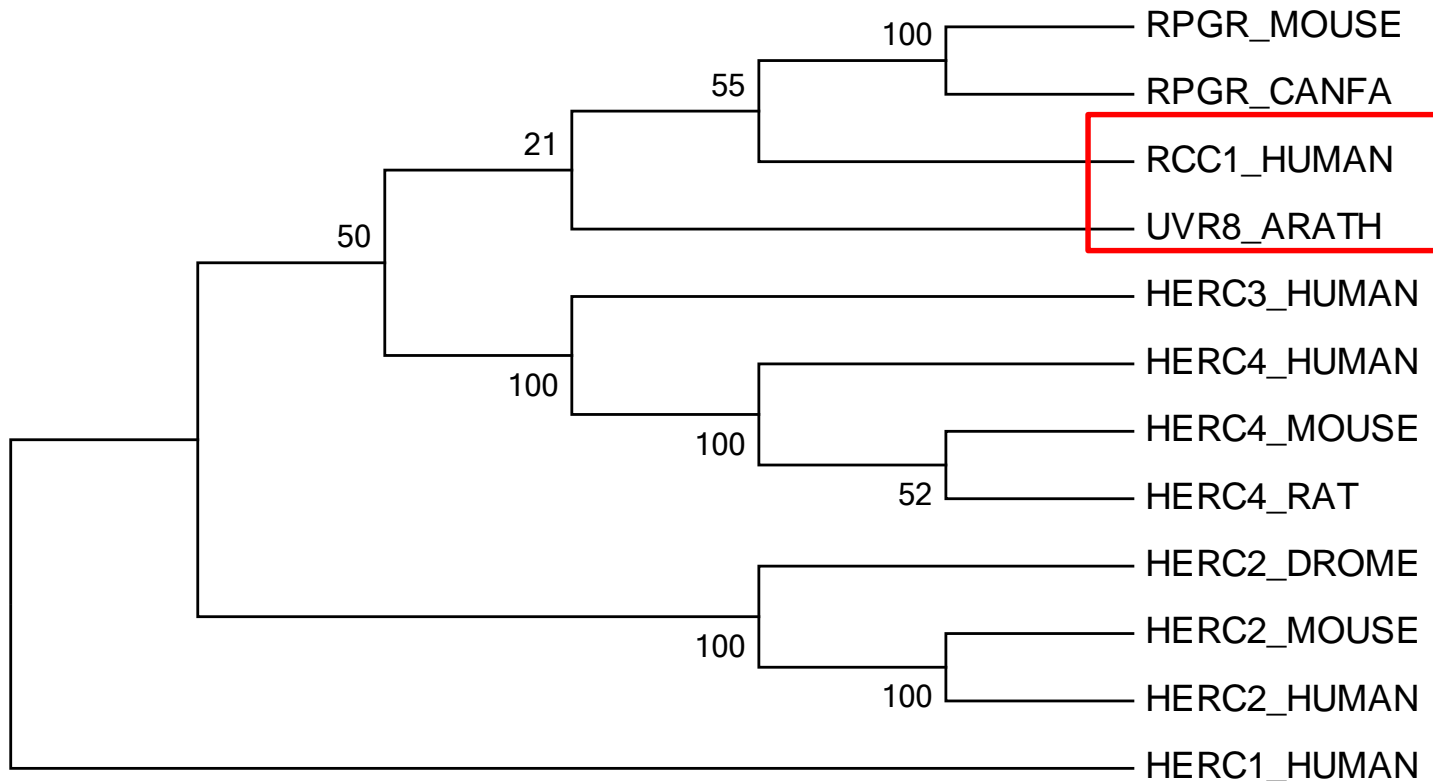 RPGR_MOUSE
100
RPGR_CANFA
55
RCC1_HUMAN
21
UVR8_ARATH
50
HERC3_HUMAN
HERC4_HUMAN
100
HERC4_MOUSE
100
HERC4_RAT
52
HERC2_DROME
HERC2_MOUSE
100
HERC2_HUMAN
100
HERC1_HUMAN